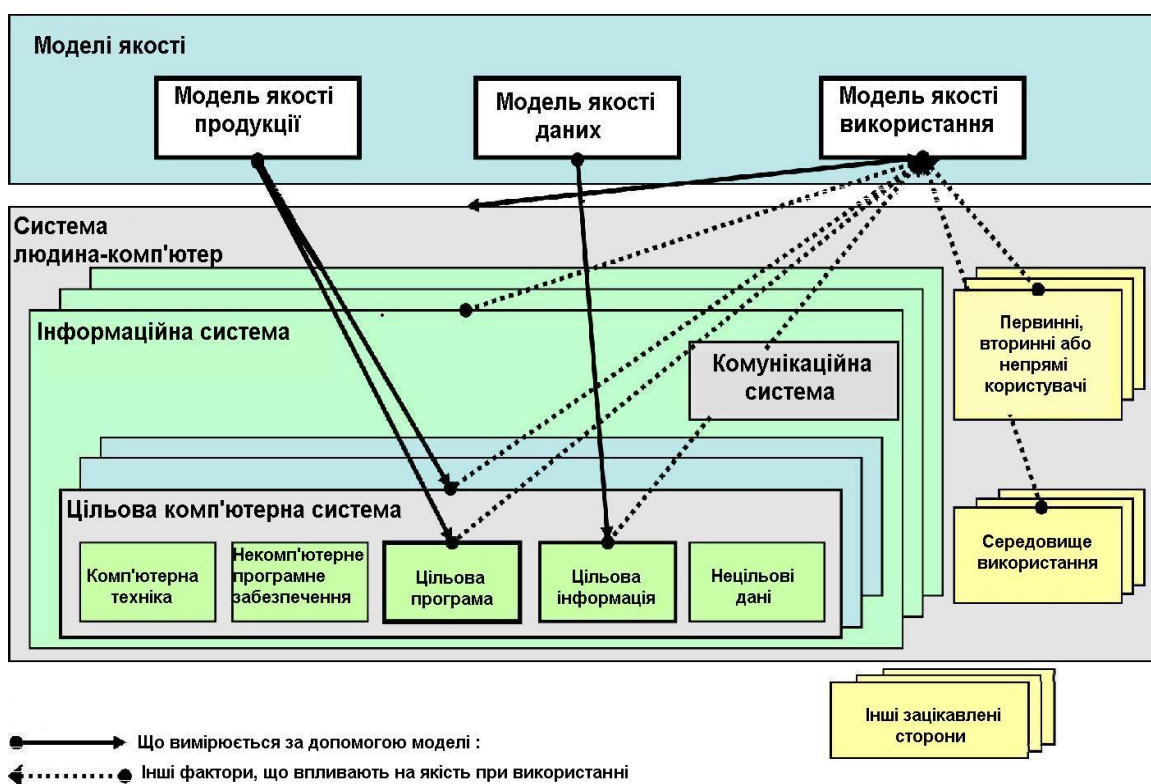 Моделі якості
Модель якості
продукції
Модель якості
даних
Модель якості
використання
Система
людина-комп'ютер
Інформаційна система
Комунікаційна
система
Первинні,
вторинні або
непрямі
користувачі
Цільова комп'ютерна система
Комп'ютерна
техніка
Некомп'ютерне
програмне
забезпечення
Цільова
програма
Цільова
інформація
Нецільові
дані
Середовище
використання
Інші зацікавлені
сторони
Що вимірюється за допомогою моделі :
Інші фактори, що впливають на якість при використанні